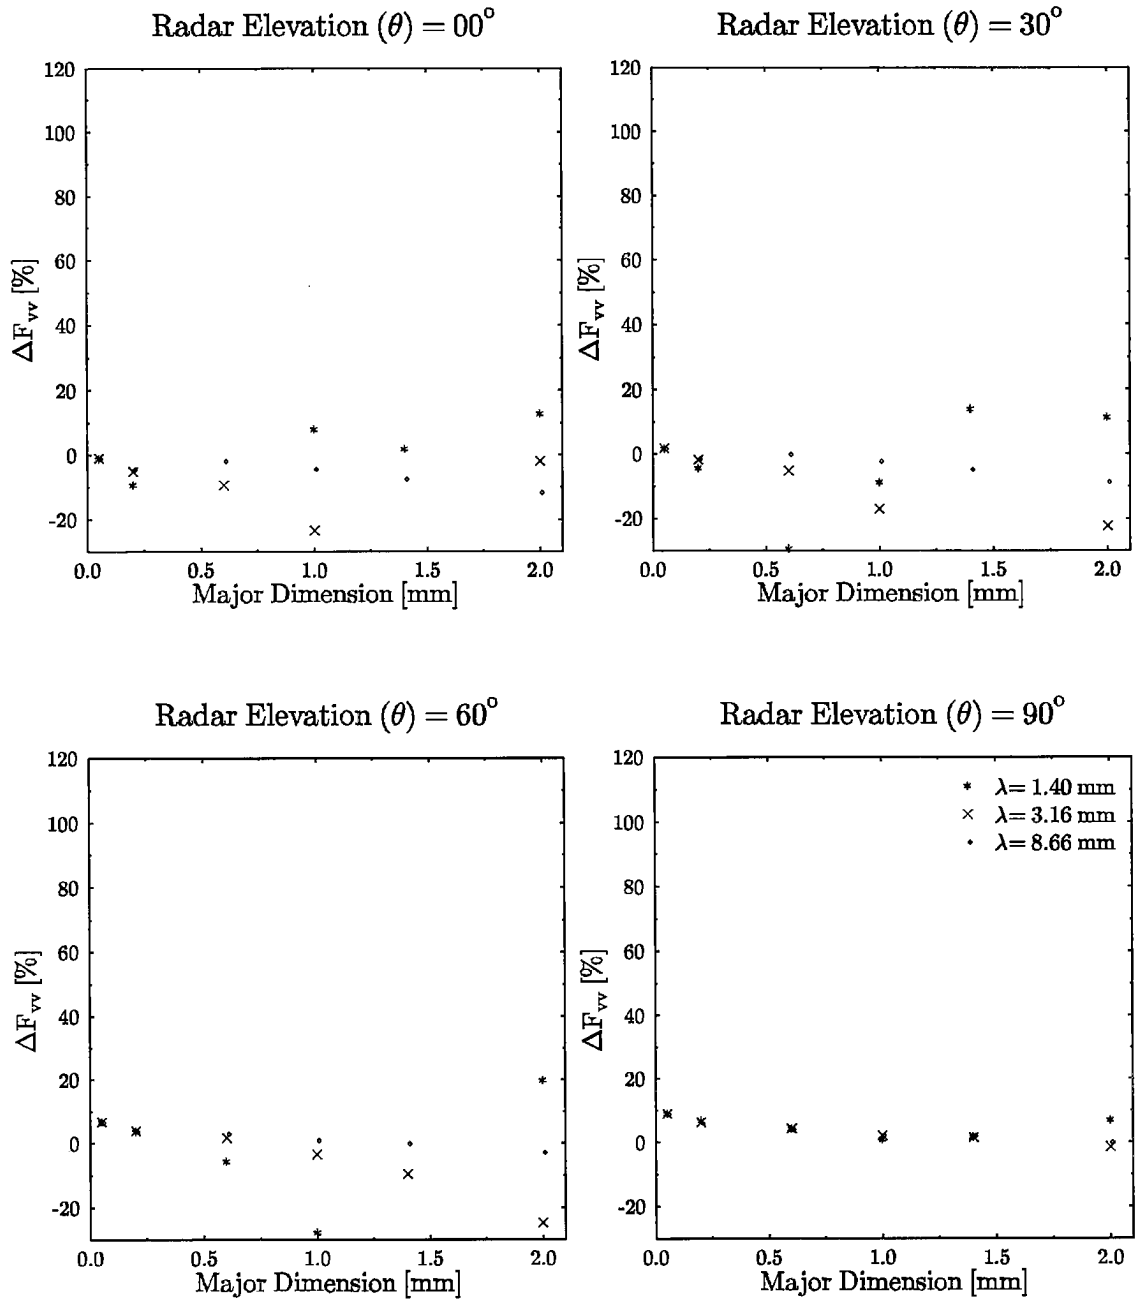 Radar Elevation (θ) = 00°
120
100
80
60
40
20
0
-20
ΔFvv [%]
0.0 0.5 1.0 1.5 2.0
Major Dimension [mm]
Radar Elevation (θ) = 30°
120
100
80
60
40
20
0
-20
ΔFvv [%]
0.0 0.5 1.0 1.5 2.0
Major Dimension [mm]
Radar Elevation (θ) = 60°
120
100
80
60
40
20
0
-20
ΔFvv [%]
0.0 0.5 1.0 1.5 2.0
Major Dimension [mm]
Radar Elevation (θ) = 90°
120
100
80
60
40
20
0
-20
ΔFvv [%]
λ= 1.40 mm
λ= 3.16 mm
λ= 8.66 mm
0.0 0.5 1.0 1.5 2.0
Major Dimension [mm]